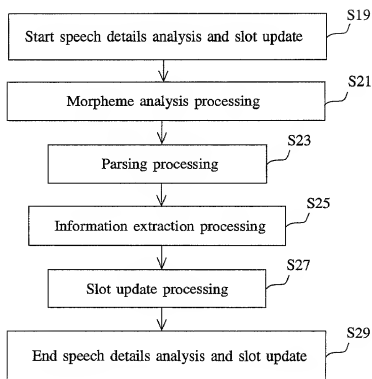 S19
Start speech details analysis and slot update
S21
Morpheme analysis processing
S23
Parsing processing
S25
Information extraction processing
S27
Slot update processing
S29
End speech details analysis and slot update